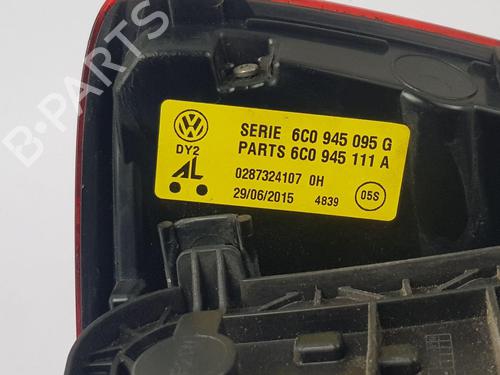 B-PARTS
SERIE 6C0 945 095 G
DY2
PARTS 6C0 945 111 A
AL
0287324107 0H
29/06/2015 4839 05S